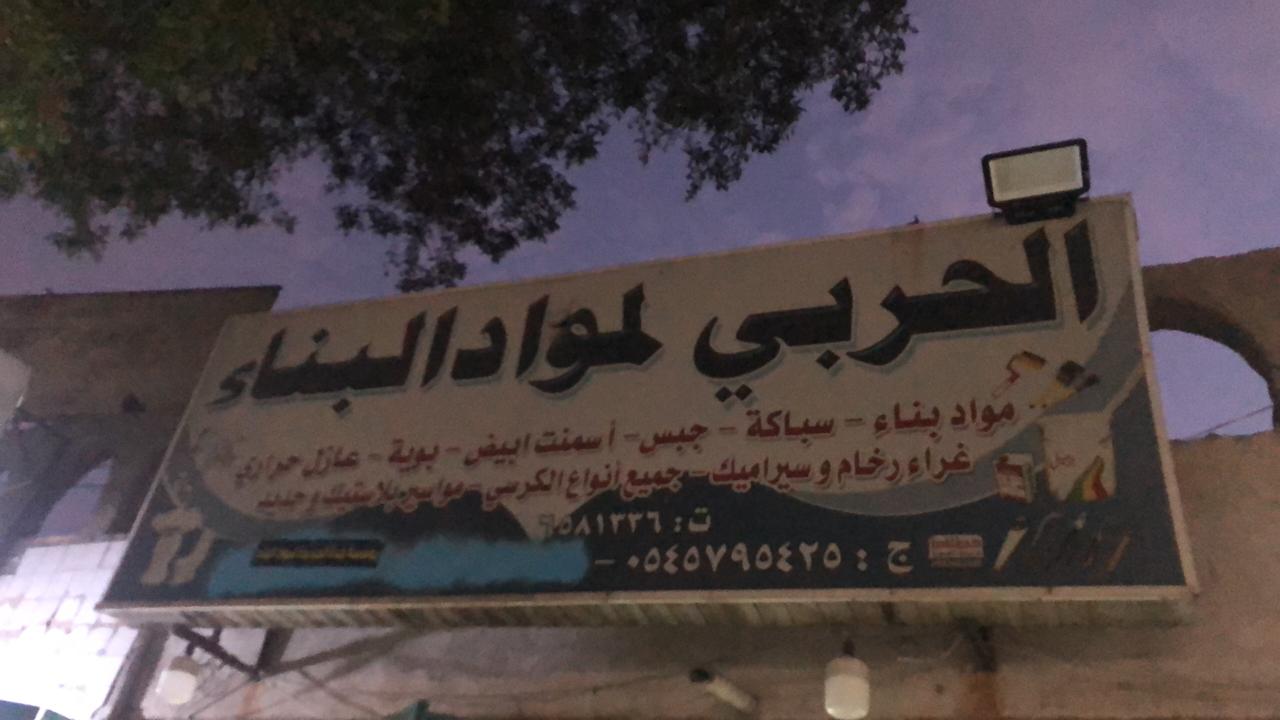 الحربي لمواد البناء
مواد بناء - سباكة - جبس - أسمنت ابيض - بوية - عازل حراري
غراء رخام و سيراميك - جميع أنواع الكرسي - مواسير بلاستيك وحديد
ت : ٦٥٨١٣٣٦
ج : ٠٥٤٥٧٩٥٤٢٥ -